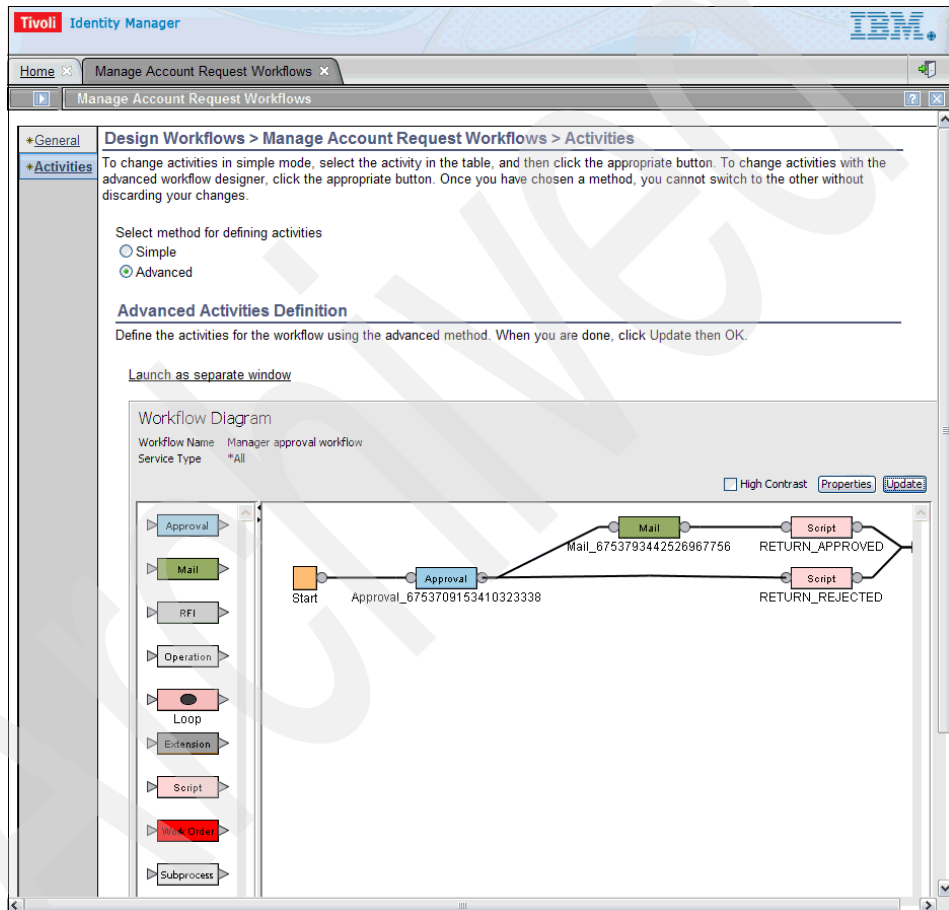 Tivoli Identity Manager
IBM
Home
Manage Account Request Workflows
Manage Account Request Workflows
*General
*Activities
Design Workflows > Manage Account Request Workflows > Activities
To change activities in simple mode, select the activity in the table, and then click the appropriate button. To change activities with the
advanced workflow designer, click the appropriate button. Once you have chosen a method, you cannot switch to the other without
discarding your changes.
Select method for defining activities
Simple
Advanced
Advanced Activities Definition
Define the activities for the workflow using the advanced method. When you are done, click Update then OK.
Launch as separate window
Workflow Diagram
Workflow Name Manager approval workflow
Service Type *All
High Contrast Properties Update
Approval
Mail
RFI
Operation
Loop
Extension
Script
Work Order
Subprocess
Start
Approval
Approval_6753709153410323338
Mail
Mail_6753793442526967756
Script
RETURN_APPROVED
Script
RETURN_REJECTED
Archived